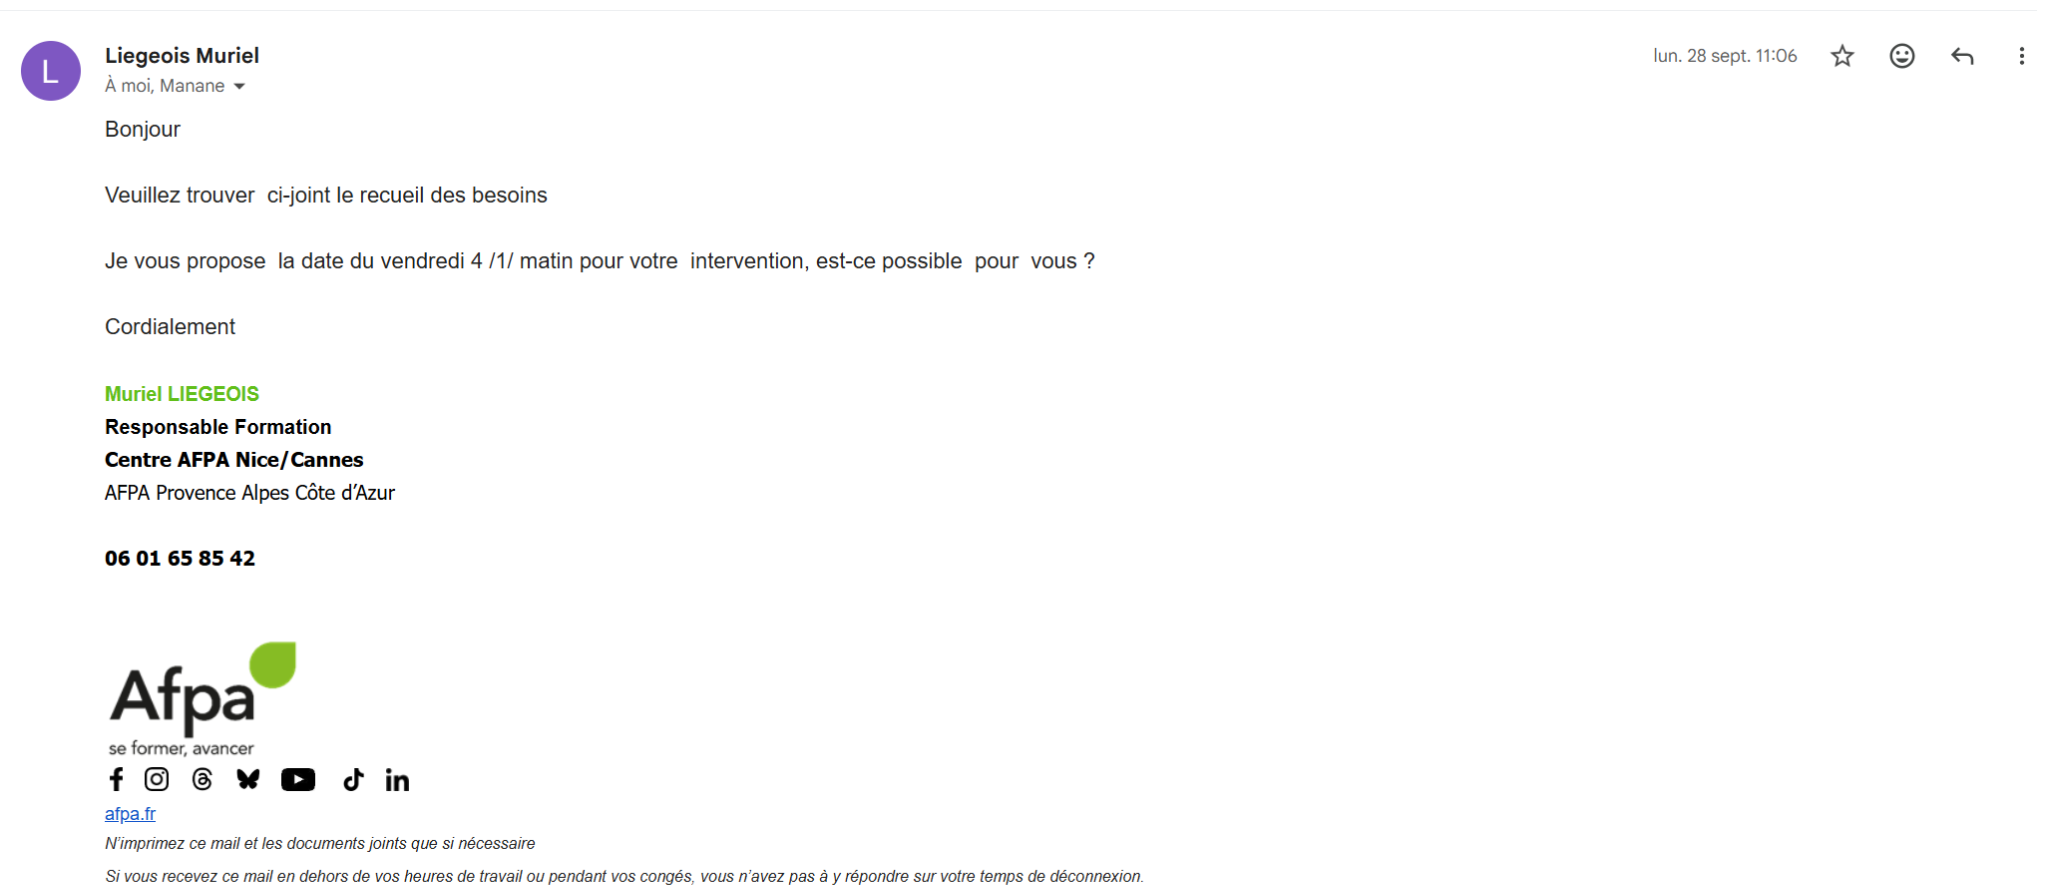 L
Liegeois Muriel
lun. 28 sept. 11:06
À moi, Manane
Bonjour
Veuillez trouver  ci-joint le recueil des besoins
Je vous propose  la date du vendredi 4 /1/ matin pour votre  intervention, est-ce possible  pour  vous ?
Cordialement
Muriel LIEGEOIS
Responsable Formation
Centre AFPA Nice/Cannes
AFPA Provence Alpes Côte d’Azur
06 01 65 85 42
Afpa
se former, avancer
afpa.fr
N’imprimez ce mail et les documents joints que si nécessaire
Si vous recevez ce mail en dehors de vos heures de travail ou pendant vos congés, vous n’avez pas à y répondre sur votre temps de déconnexion.